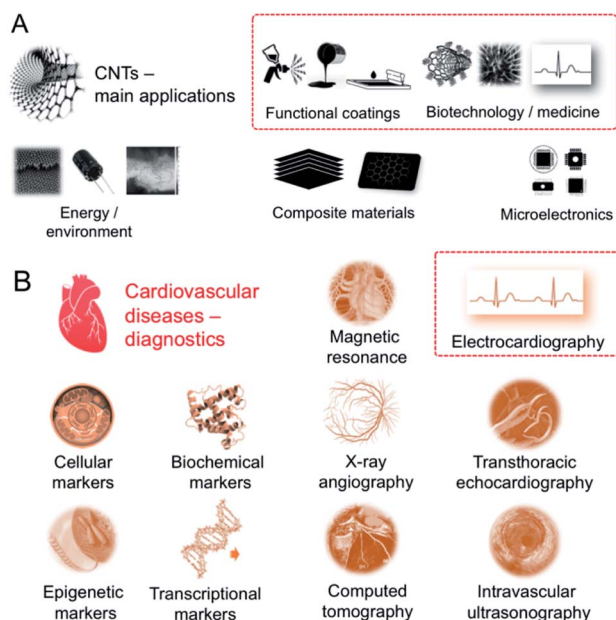 A
CNTs –
main applications
Functional coatings
Biotechnology / medicine
Energy /
environment
Composite materials
Microelectronics
B
Cardiovascular
diseases –
diagnostics
Magnetic
resonance
Electrocardiography
Cellular
markers
Biochemical
markers
X-ray
angiography
Transthoracic
echocardiography
Epigenetic
markers
Transcriptional
markers
Computed
tomography
Intravascular
ultrasonography